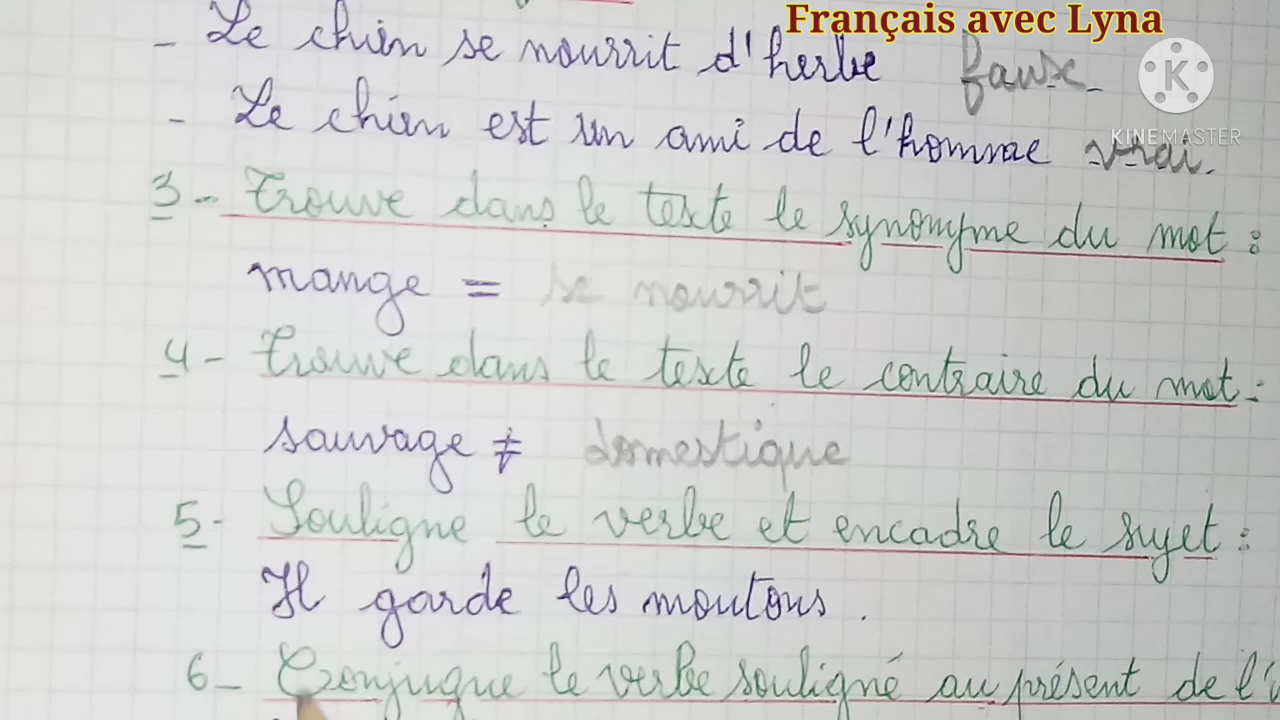 Français avec Lyna
- Le chien se nourrit d'herbe faux-
K
KINEMASTER
- Le chien est un ami de l'homme vrai.
3- Trouve dans le texte le synonyme du mot :
mange = se nourrit
4- Trouve dans le texte le contraire du mot :
sauvage ≠ domestique
5- Souligne le verbe et encadre le sujet :
Il garde les moutons.
6- Conjugue le verbe souligné au présent de l'i